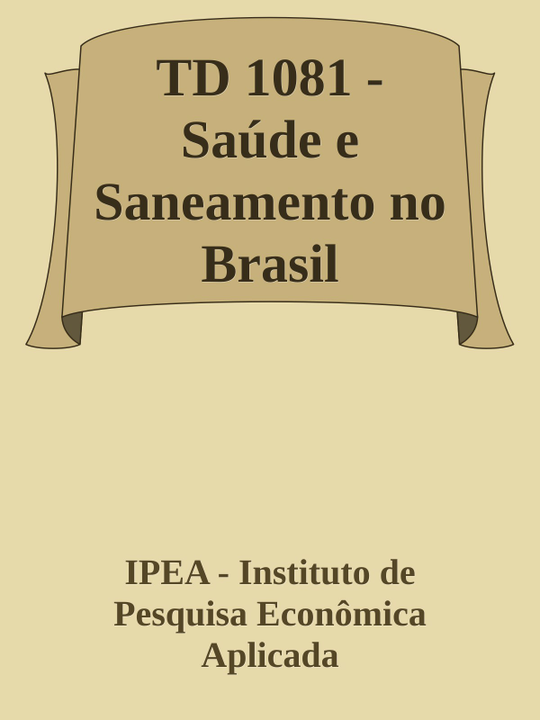 TD 1081 -
Saúde e
Saneamento no
Brasil
IPEA - Instituto de
Pesquisa Econômica
Aplicada